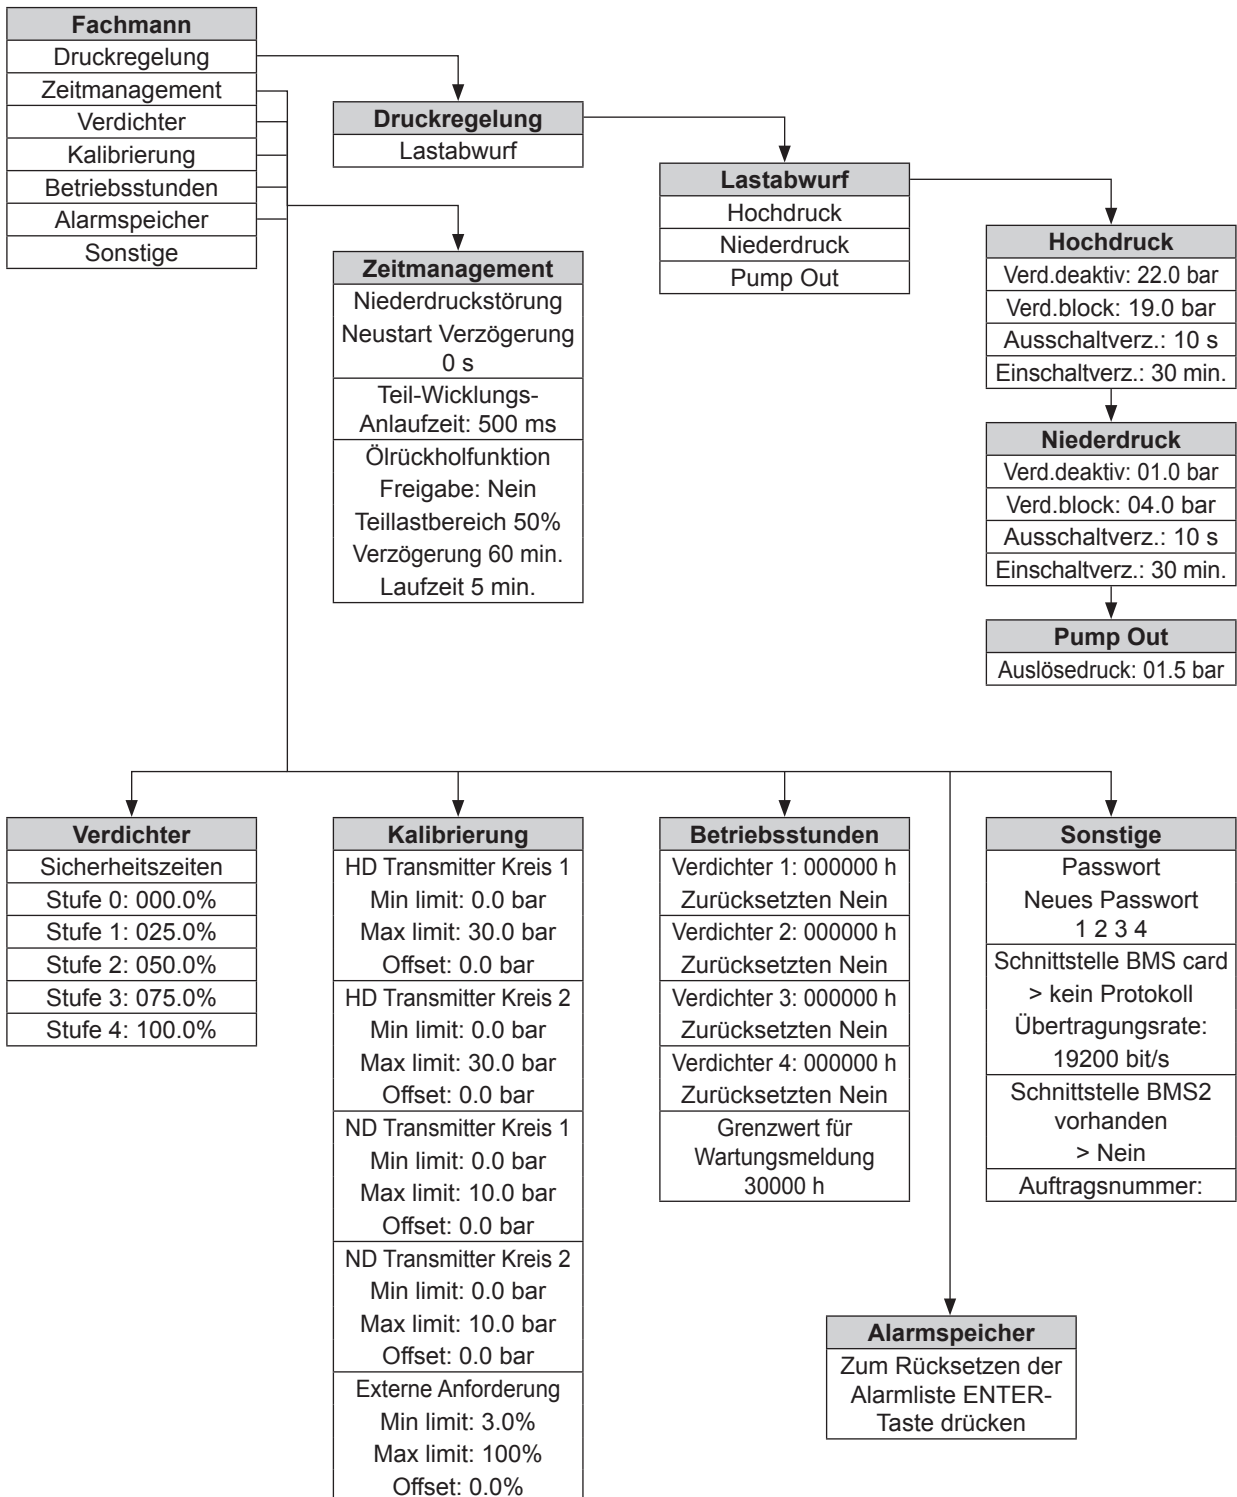 Fachmann
Druckregelung
Zeitmanagement
Verdichter
Kalibrierung
Betriebsstunden
Alarmspeicher
Sonstige
Druckregelung
Lastabwurf
Lastabwurf
Hochdruck
Niederdruck
Pump Out
Hochdruck
Verd.deaktiv: 22.0 bar
Verd.block: 19.0 bar
Ausschaltverz.: 10 s
Einschaltverz.: 30 min.
Niederdruck
Verd.deaktiv: 01.0 bar
Verd.block: 04.0 bar
Ausschaltverz.: 10 s
Einschaltverz.: 30 min.
Pump Out
Auslösedruck: 01.5 bar
Zeitmanagement
Niederdruckstörung
Neustart Verzögerung
0 s
Teil-Wicklungs-
Anlaufzeit: 500 ms
Ölrückholfunktion
Freigabe: Nein
Teillastbereich 50%
Verzögerung 60 min.
Laufzeit 5 min.
Verdichter
Sicherheitszeiten
Stufe 0: 000.0%
Stufe 1: 025.0%
Stufe 2: 050.0%
Stufe 3: 075.0%
Stufe 4: 100.0%
Kalibrierung
HD Transmitter Kreis 1
Min limit: 0.0 bar
Max limit: 30.0 bar
Offset: 0.0 bar
HD Transmitter Kreis 2
Min limit: 0.0 bar
Max limit: 30.0 bar
Offset: 0.0 bar
ND Transmitter Kreis 1
Min limit: 0.0 bar
Max limit: 10.0 bar
Offset: 0.0 bar
ND Transmitter Kreis 2
Min limit: 0.0 bar
Max limit: 10.0 bar
Offset: 0.0 bar
Externe Anforderung
Min limit: 3.0%
Max limit: 100%
Offset: 0.0%
Betriebsstunden
Verdichter 1: 000000 h
Zurücksetzten Nein
Verdichter 2: 000000 h
Zurücksetzten Nein
Verdichter 3: 000000 h
Zurücksetzten Nein
Verdichter 4: 000000 h
Zurücksetzten Nein
Grenzwert für
Wartungsmeldung
30000 h
Sonstige
Passwort
Neues Passwort
1 2 3 4
Schnittstelle BMS card
> kein Protokoll
Übertragungsrate:
19200 bit/s
Schnittstelle BMS2
vorhanden
> Nein
Auftragsnummer:
Alarmspeicher
Zum Rücksetzen der
Alarmliste ENTER-
Taste drücken